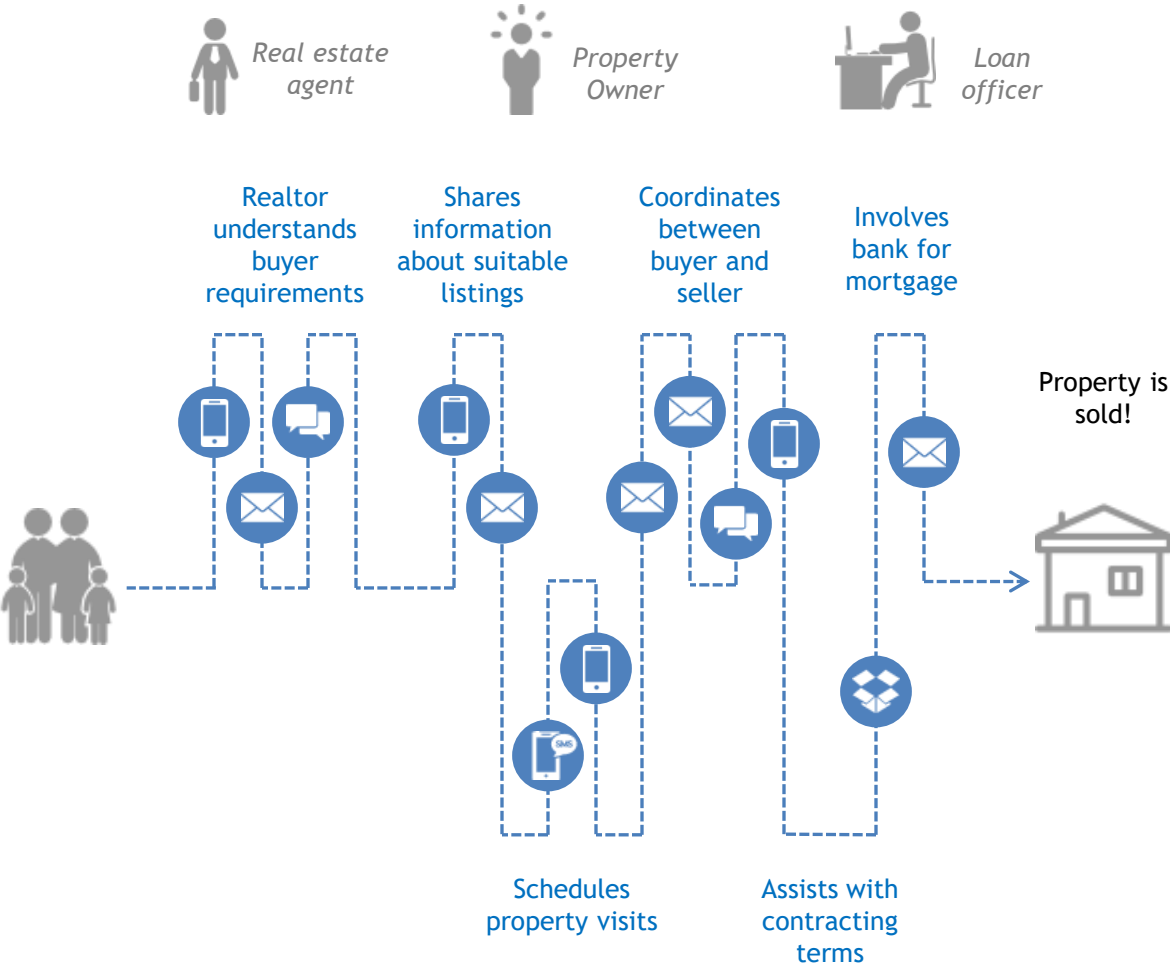 Real estate
agent
Property
Owner
Loan
officer
Realtor
understands
buyer
requirements
Shares
information
about suitable
listings
Coordinates
between
buyer and
seller
Involves
bank for
mortgage
Property is
sold!
SMS
Schedules
property visits
Assists with
contracting
terms